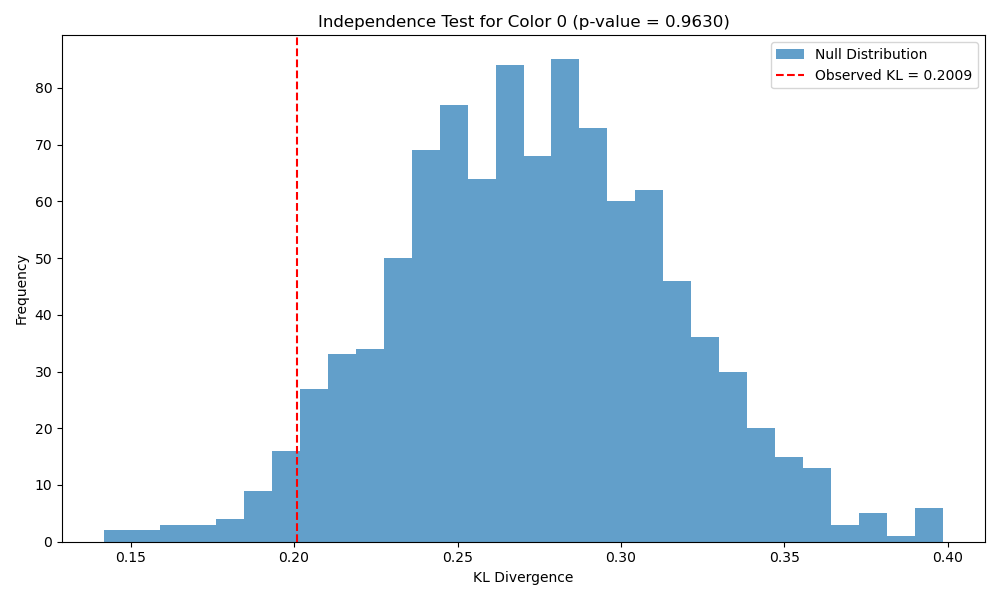 Independence Test for Color 0 (p-value = 0.9630)
Null Distribution
Observed KL = 0.2009
Frequency
80
70
60
50
40
30
20
10
0
0.15 0.20 0.25 0.30 0.35 0.40
KL Divergence